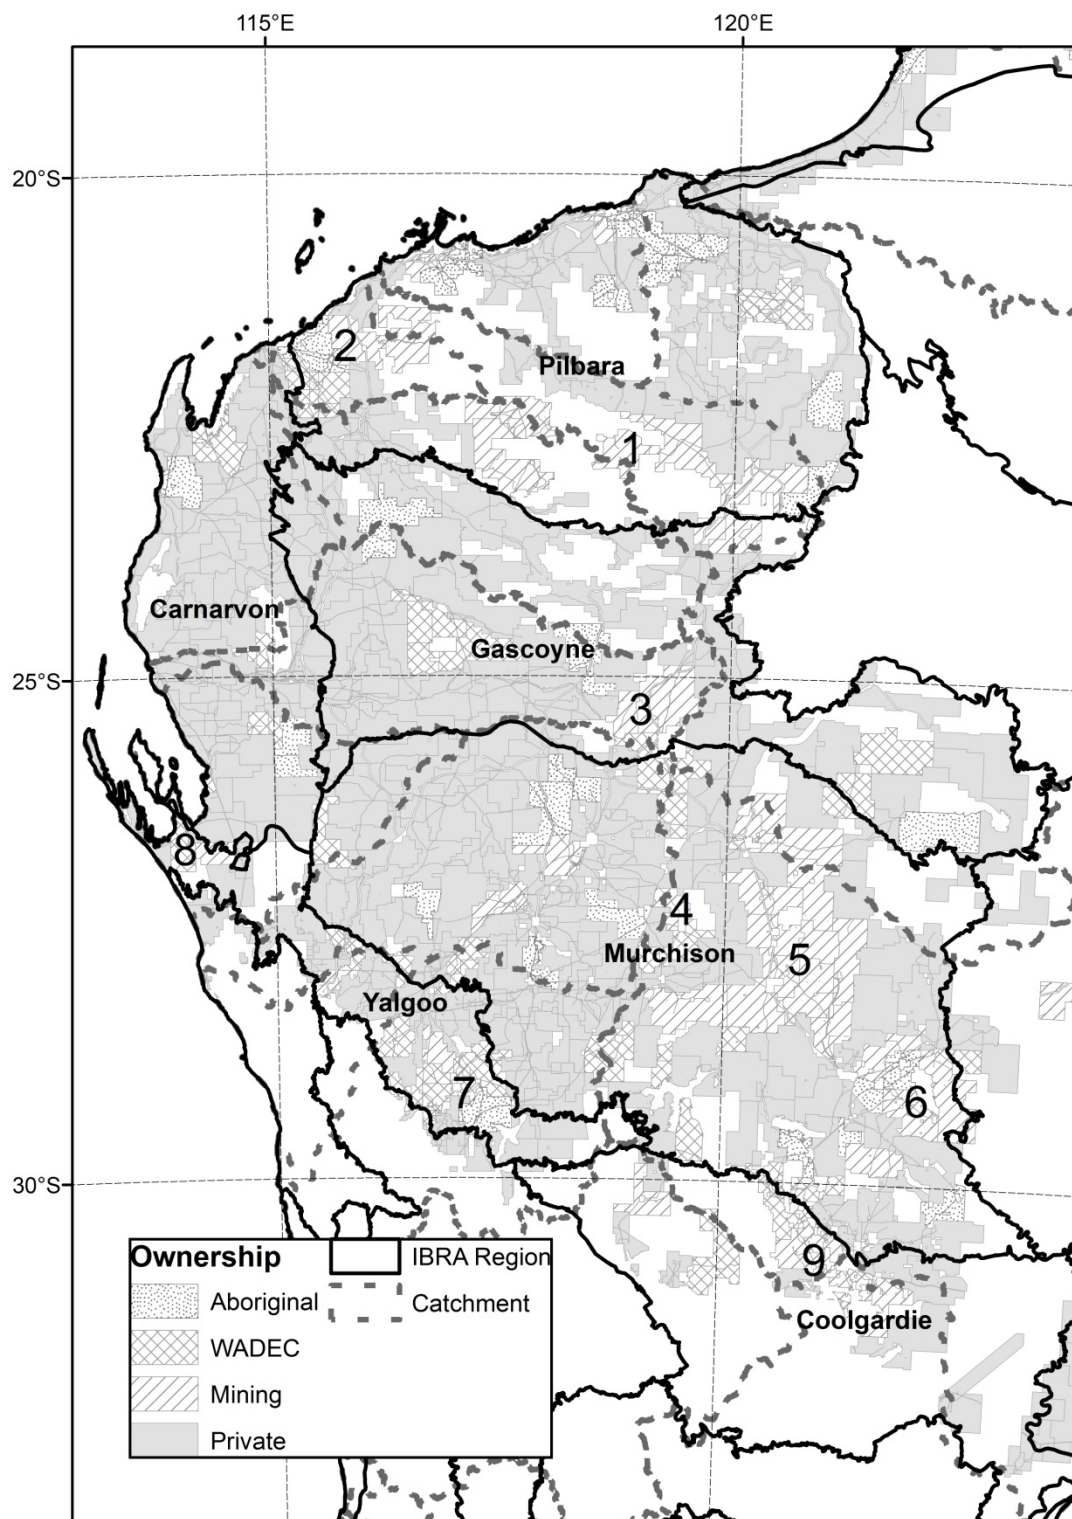 115°E 120°E
20°S
2
Pilbara
1
Carnarvon
Gascoyne
25°S
3
8
4
Murchison
5
Yalgoo
7
6
30°S
9
Coolgardie
Ownership
IBRA Region
Aboriginal
Catchment
WADEC
Mining
Private